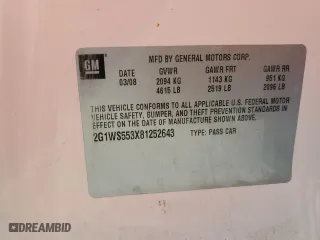 GM
MFD BY GENERAL MOTORS CORP.
DATE GVWR GAWR FRT GAWR RR
03/08 2094 KG 1143 KG 951 KG
4616 LB 2519 LB 2096 LB
THIS VEHICLE CONFORMS TO ALL APPLICABLE U.S. FEDERAL MOTOR
VEHICLE SAFETY, BUMPER, AND THEFT PREVENTION STANDARDS IN
EFFECT ON THE DATE OF MANUFACTURE SHOWN ABOVE.
2G1WS553X81252643 TYPE: PASS CAR
DREAMBID